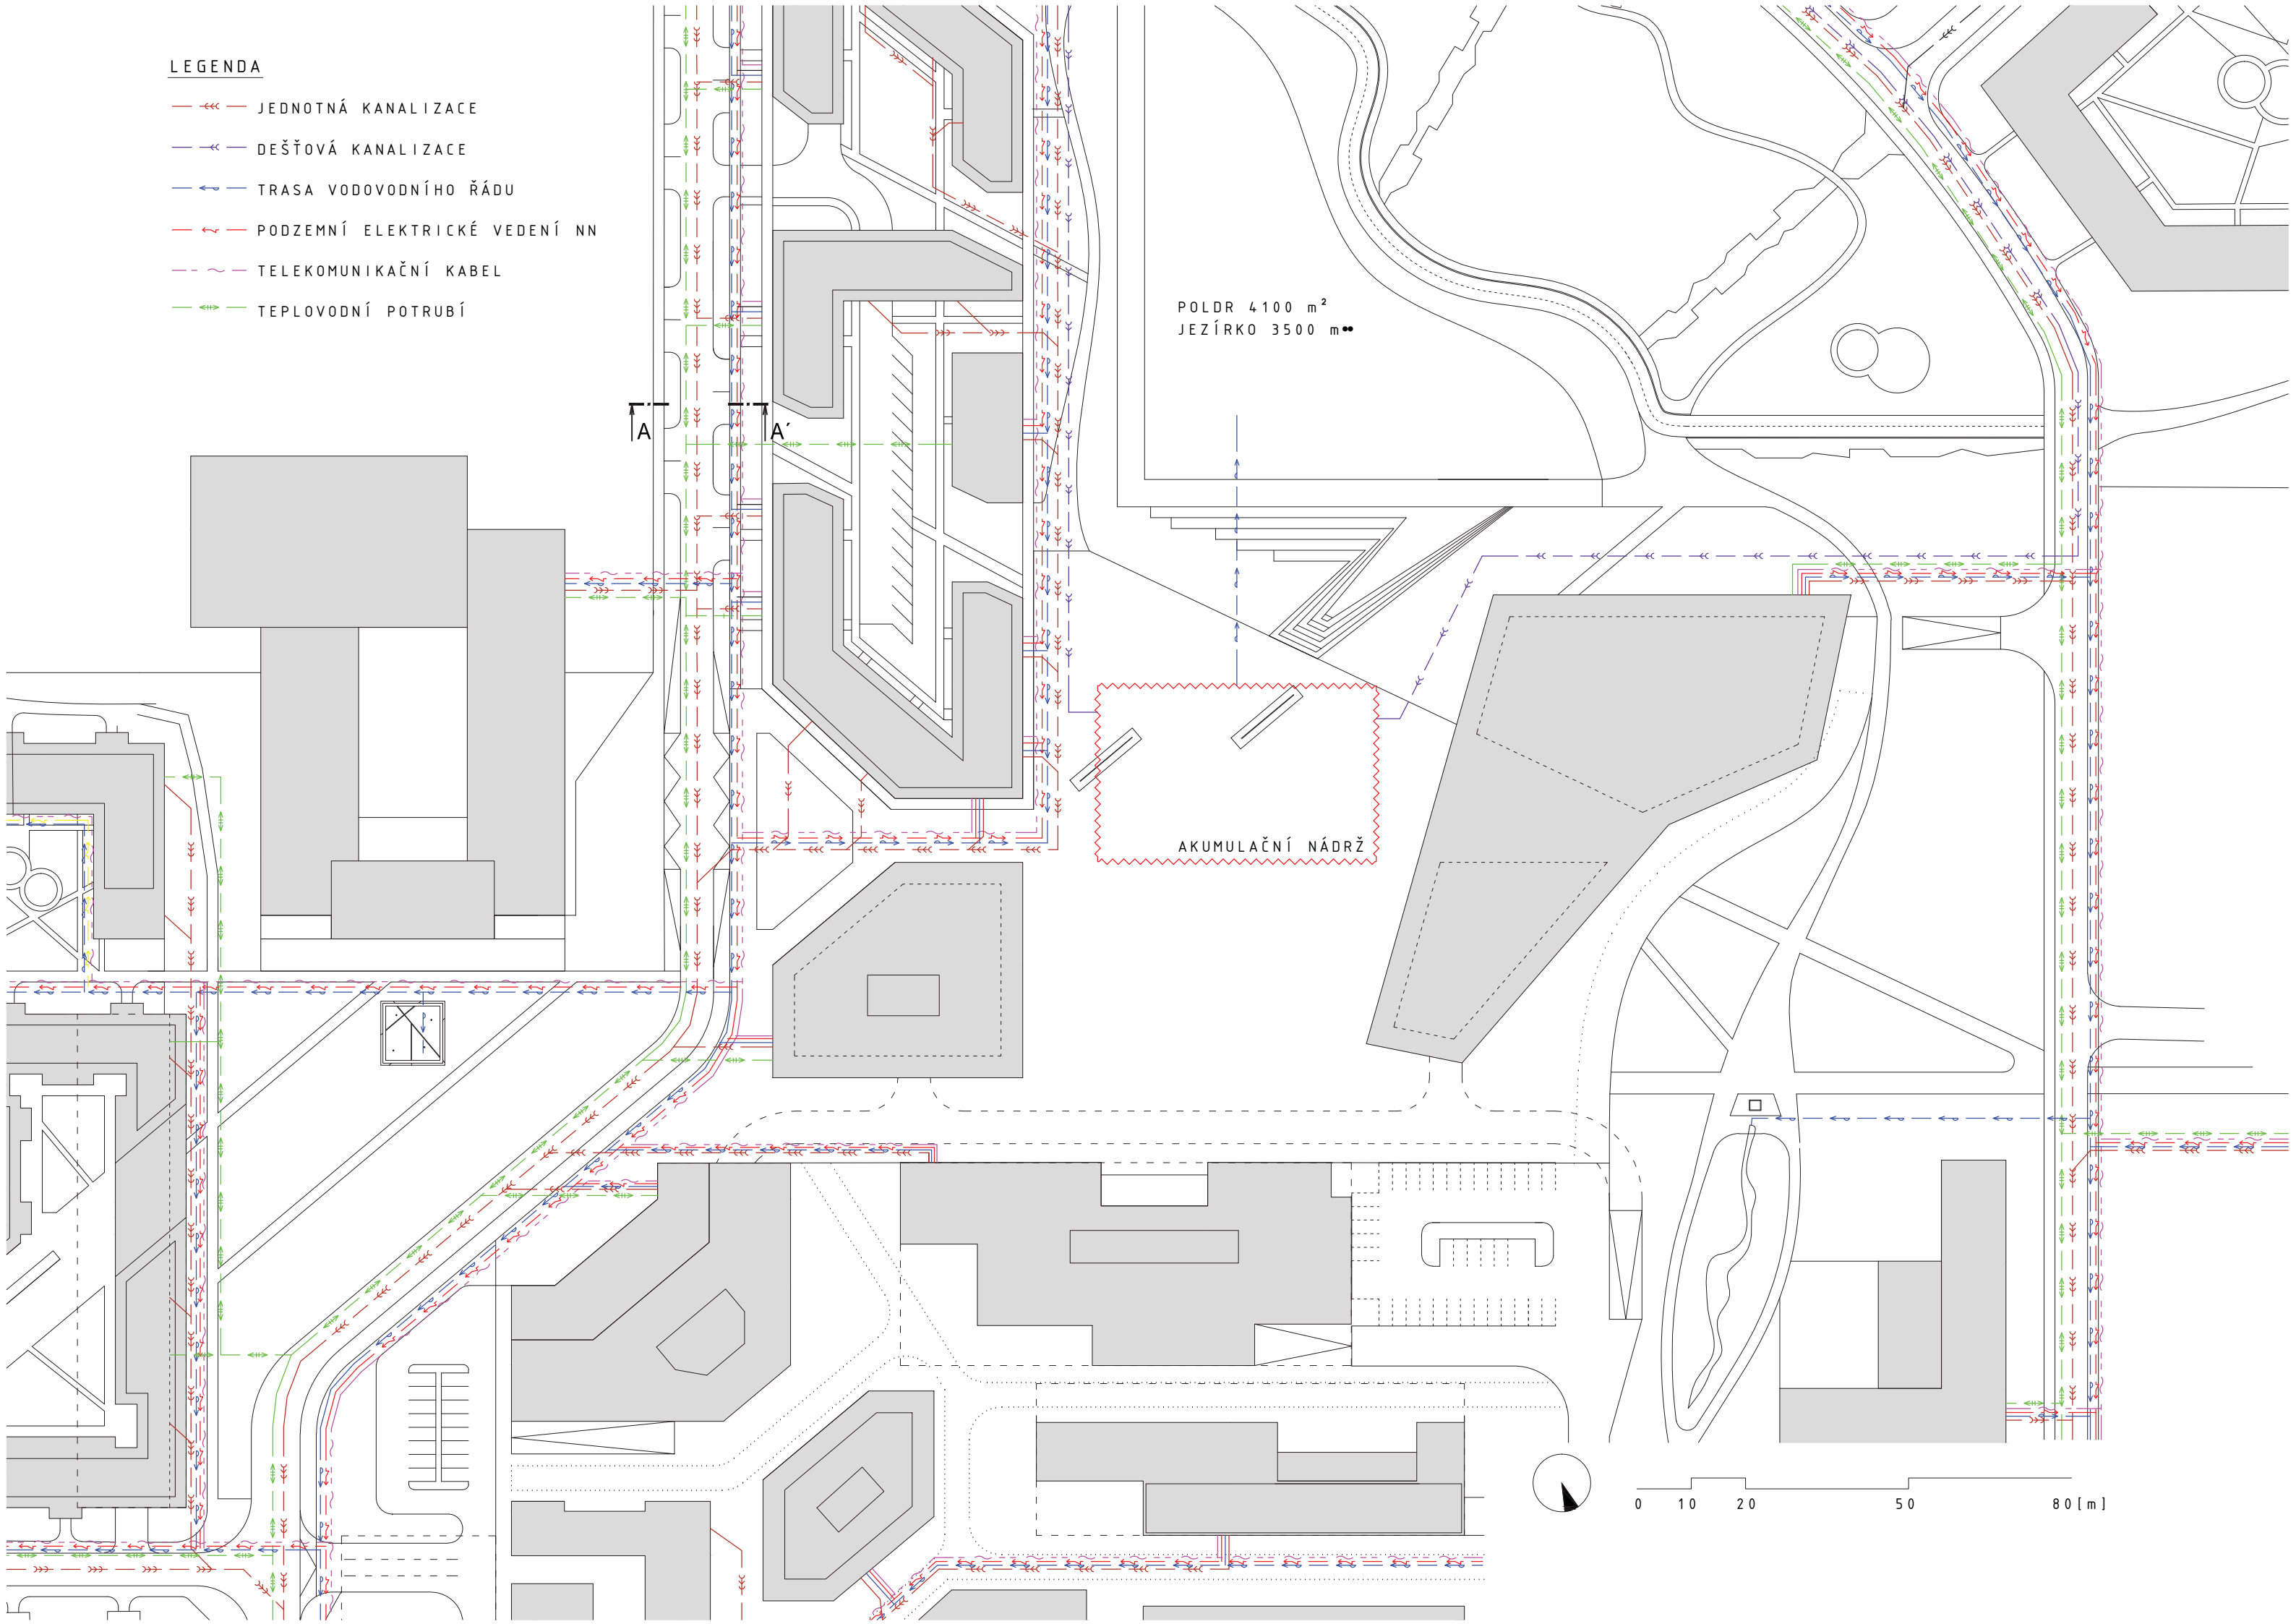 LEGENDA
JEDNOTNÁ KANALIZACE
DEŠŤOVÁ KANALIZACE
TRASA VODOVODNÍHO ŘÁDU
PODZEMNÍ ELEKTRICKÉ VEDENÍ NN
TELEKOMUNIKAČNÍ KABEL
TEPLOVODNÍ POTRUBÍ
POLDR 4100 m²
JEZÍRKO 3500 m••
A A´
AKUMULAČNÍ NÁDRŽ
0 10 20 50 80[m]